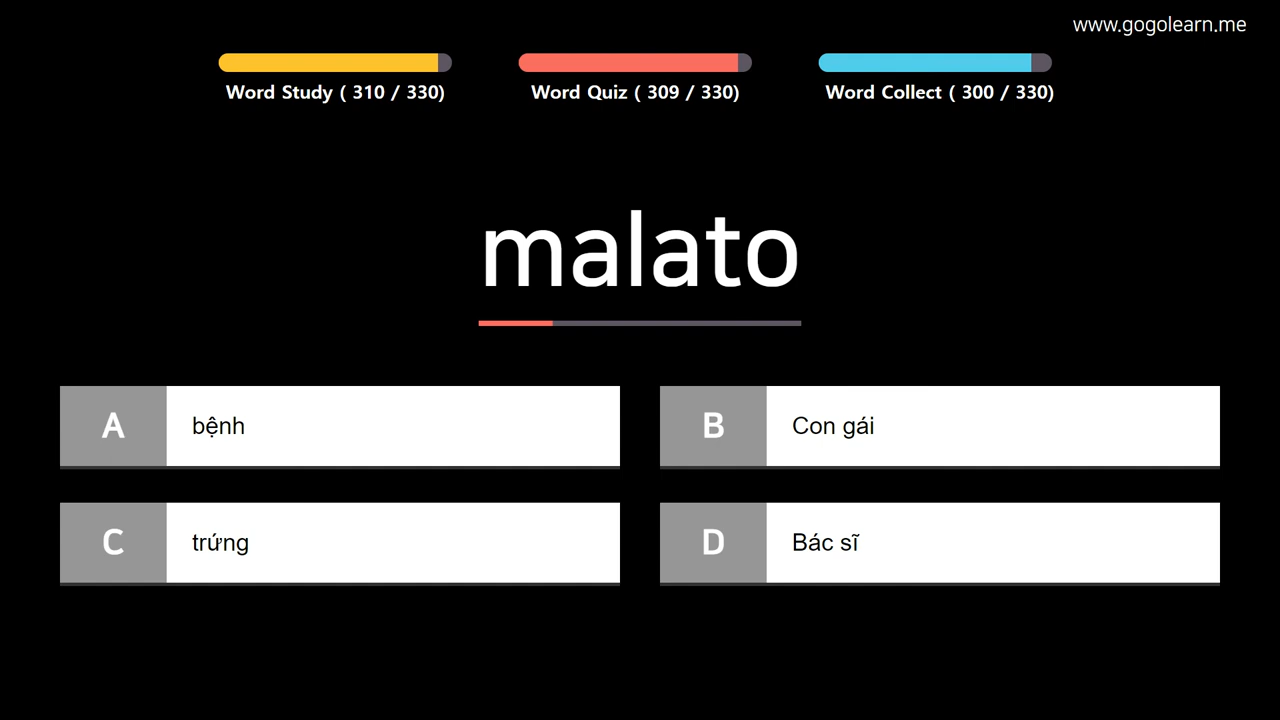 www.gogolearn.me
Word Study ( 310 / 330)
Word Quiz ( 309 / 330)
Word Collect ( 300 / 330)
malato
A bệnh
B Con gái
C trứng
D Bác sĩ